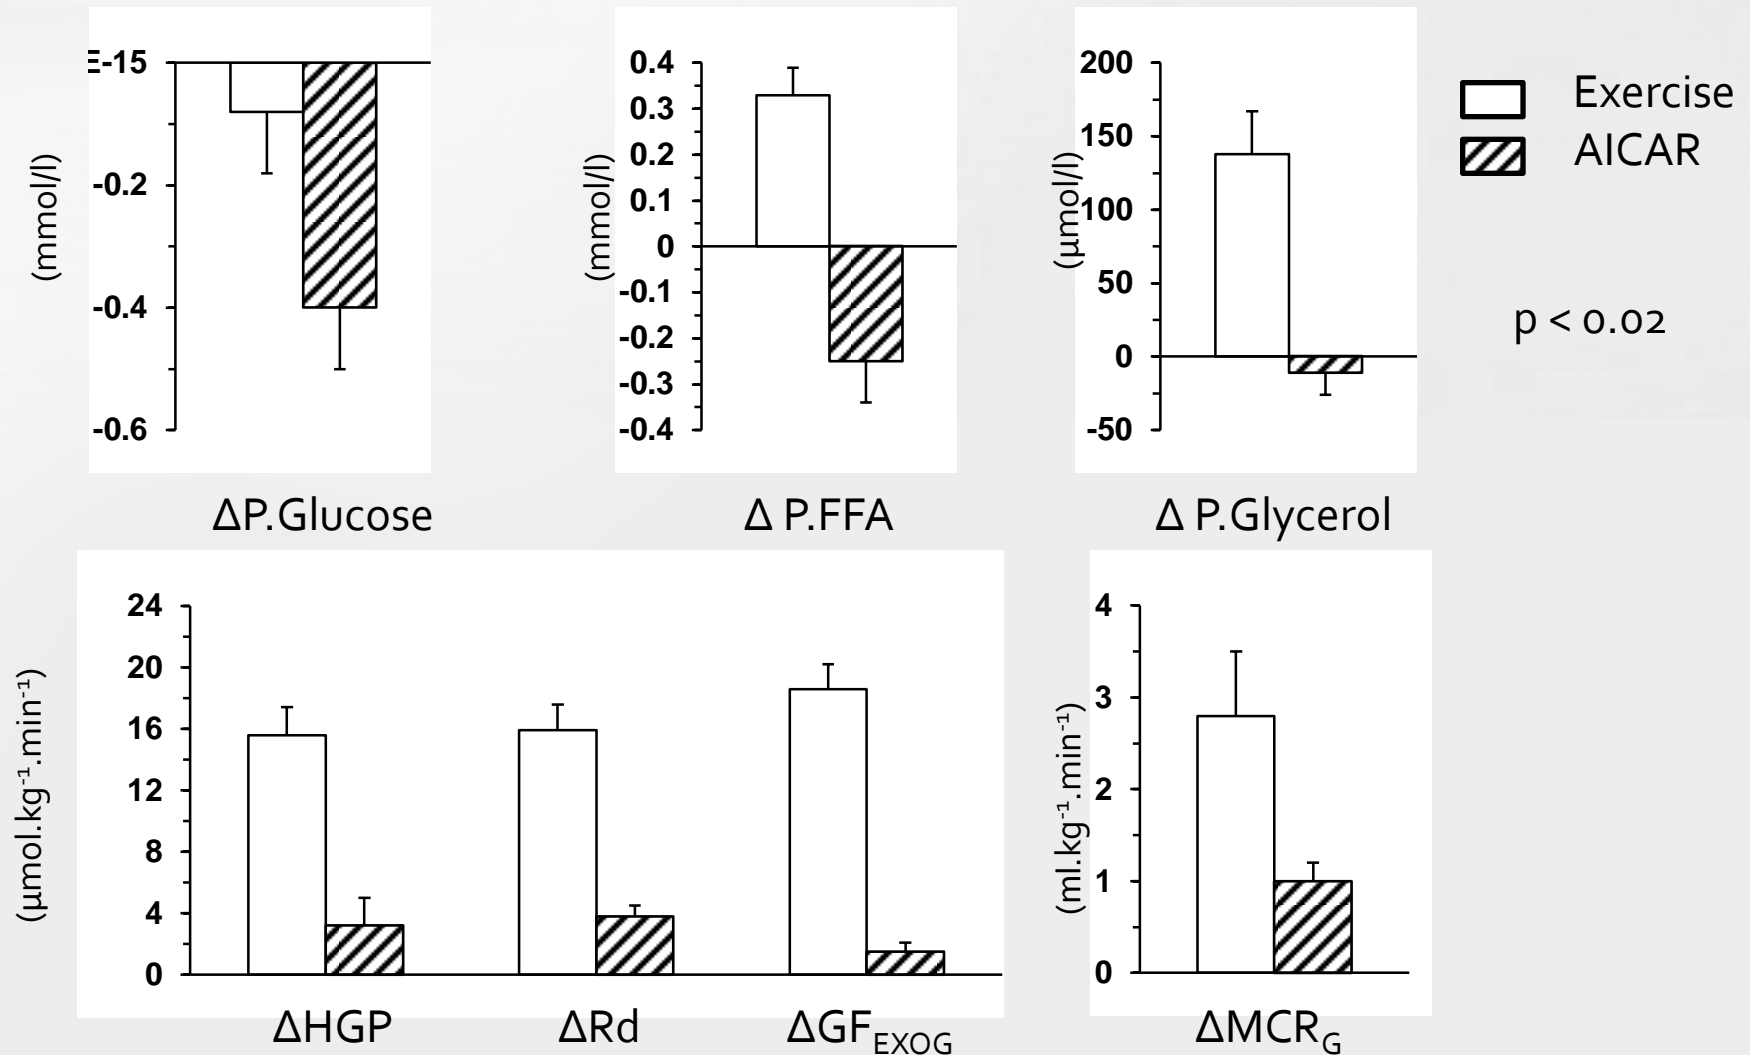 E-15
-0.2
-0.4
-0.6
(mmol/l)
ΔP.Glucose
0.4
0.3
0.2
0.1
0
-0.1
-0.2
-0.3
-0.4
(mmol/l)
Δ P.FFA
200
150
100
50
0
-50
(µmol/l)
Δ P.Glycerol
Exercise
AICAR
p < 0.02
24
20
16
12
8
4
0
(µmol.kg⁻¹.min⁻¹)
ΔHGP ΔRd ΔGF_EXOG
4
3
2
1
0
(ml.kg⁻¹.min⁻¹)
ΔMCR_G